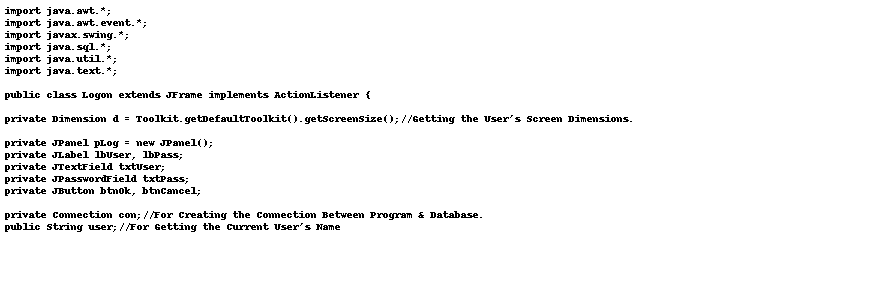 import java.awt.*;
import java.awt.event.*;
import javax.swing.*;
import java.sql.*;
import java.util.*;
import java.text.*;
public class Logon extends JFrame implements ActionListener {
private Dimension d = Toolkit.getDefaultToolkit().getScreenSize();//Getting the User's Screen Dimensions.
private JPanel pLog = new JPanel();
private JLabel lbUser, lbPass;
private JTextField txtUser;
private JPasswordField txtPass;
private JButton btnOk, btnCancel;
private Connection con;//For Creating the Connection Between Program & Database.
public String user;//For Getting the Current User's Name